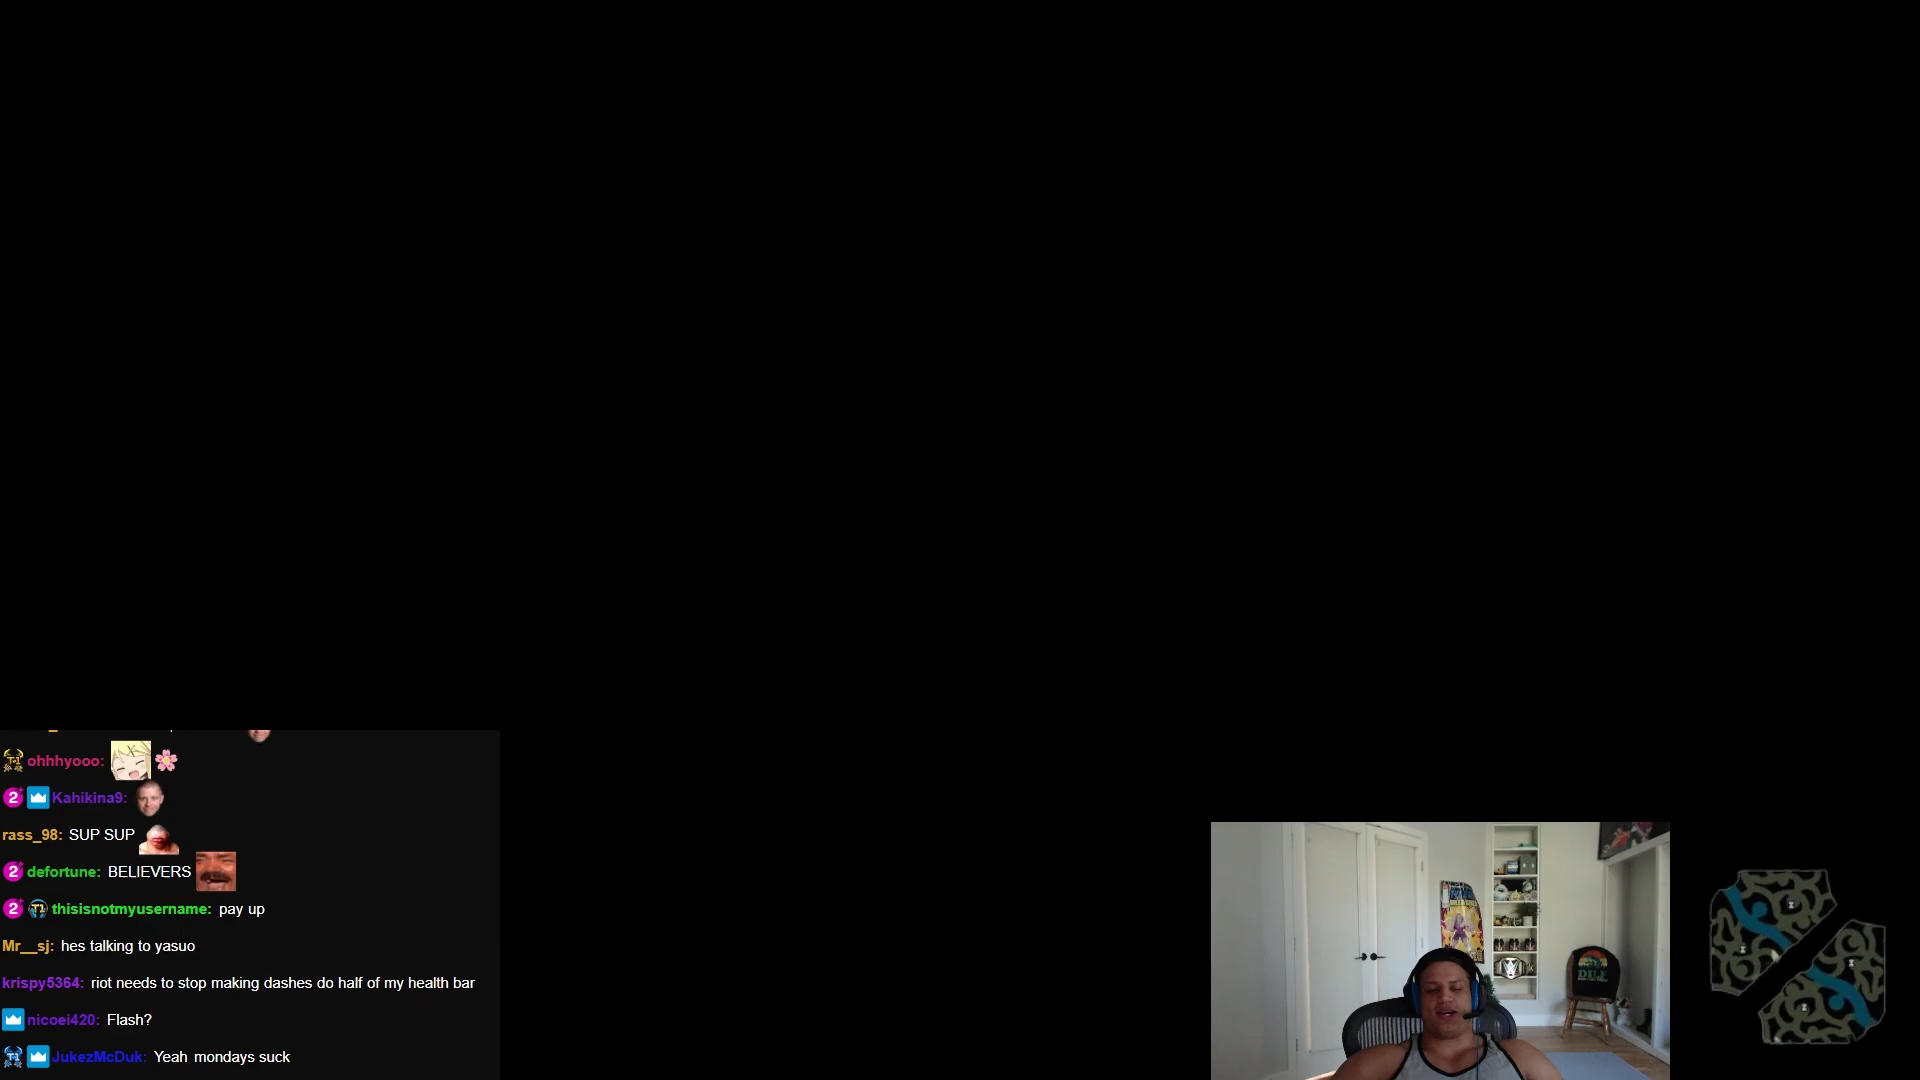 ohhhyooo:
Kahikina9:
rass_98: SUP SUP
defortune: BELIEVERS
thisisnotmyusername: pay up
Mr__sj: hes talking to yasuo
krispy5364: riot needs to stop making dashes do half of my health bar
nicoei420: Flash?
JukezMcDuk: Yeah mondays suck